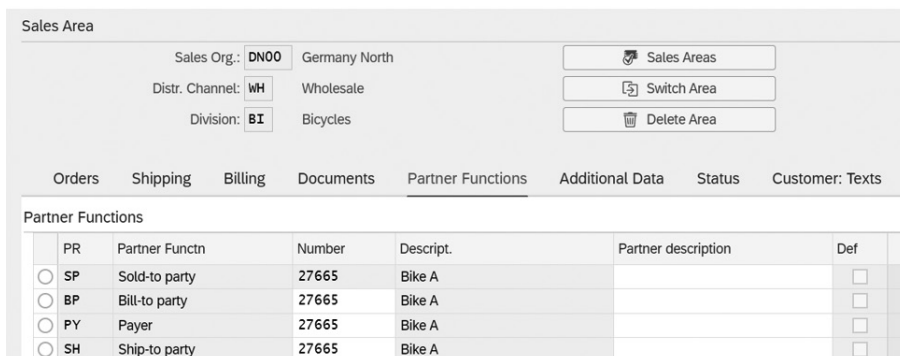 Sales Area
Sales Org.: DN00 Germany North Sales Areas
Distr. Channel: WH Wholesale Switch Area
Division: BI Bicycles Delete Area
Orders Shipping Billing Documents Partner Functions Additional Data Status Customer: Texts
Partner Functions
PR Partner Functn Number Descript. Partner description Def
SP Sold-to party 27665 Bike A
BP Bill-to party 27665 Bike A
PY Payer 27665 Bike A
SH Ship-to party 27665 Bike A